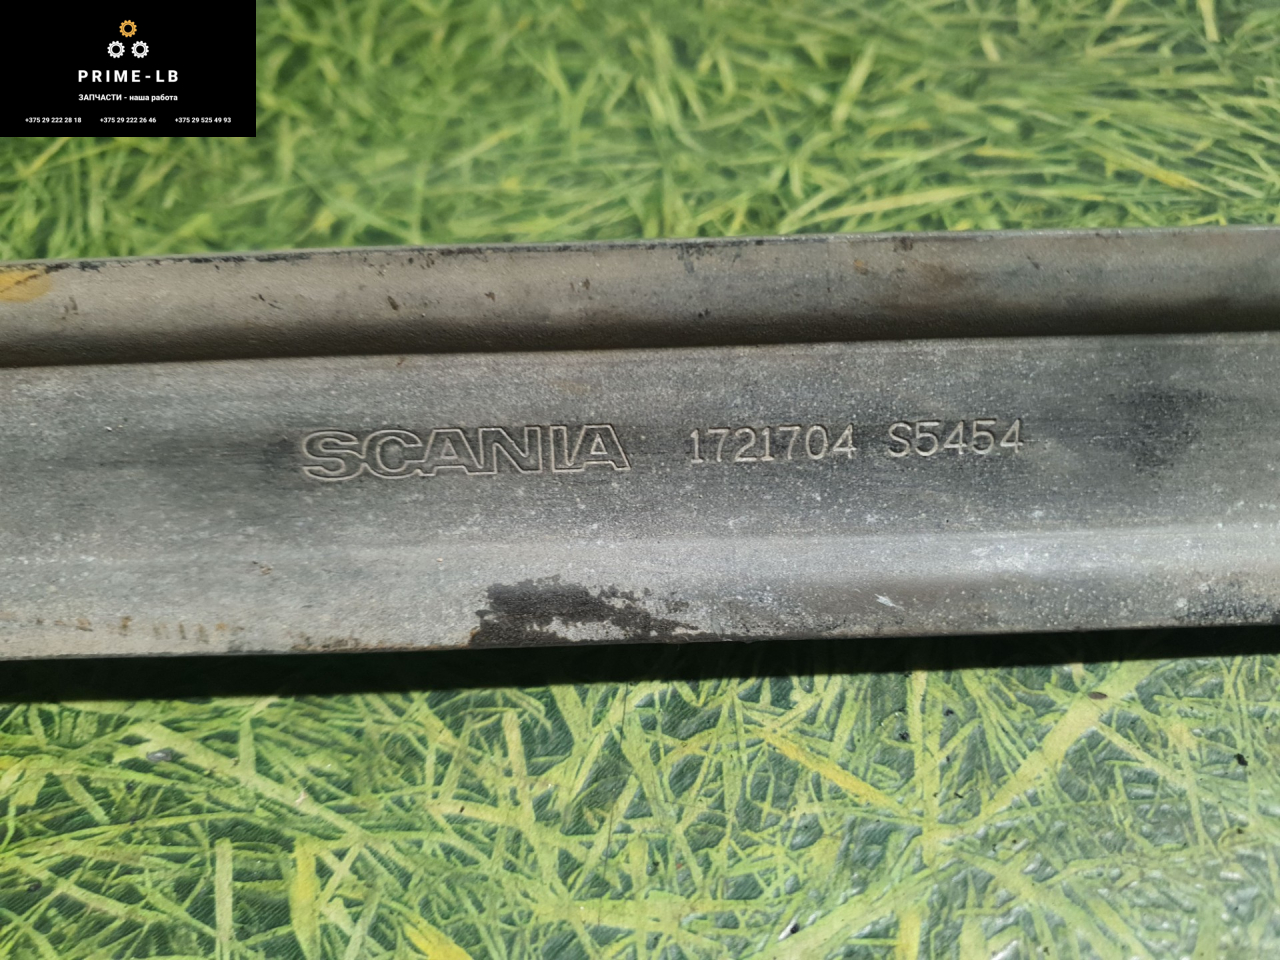 PRIME-LB
ЗАПЧАСТИ - наша работа
+375 29 222 28 18 +375 29 222 26 46 +375 29 525 49 93
SCANIA 1721704 S5454